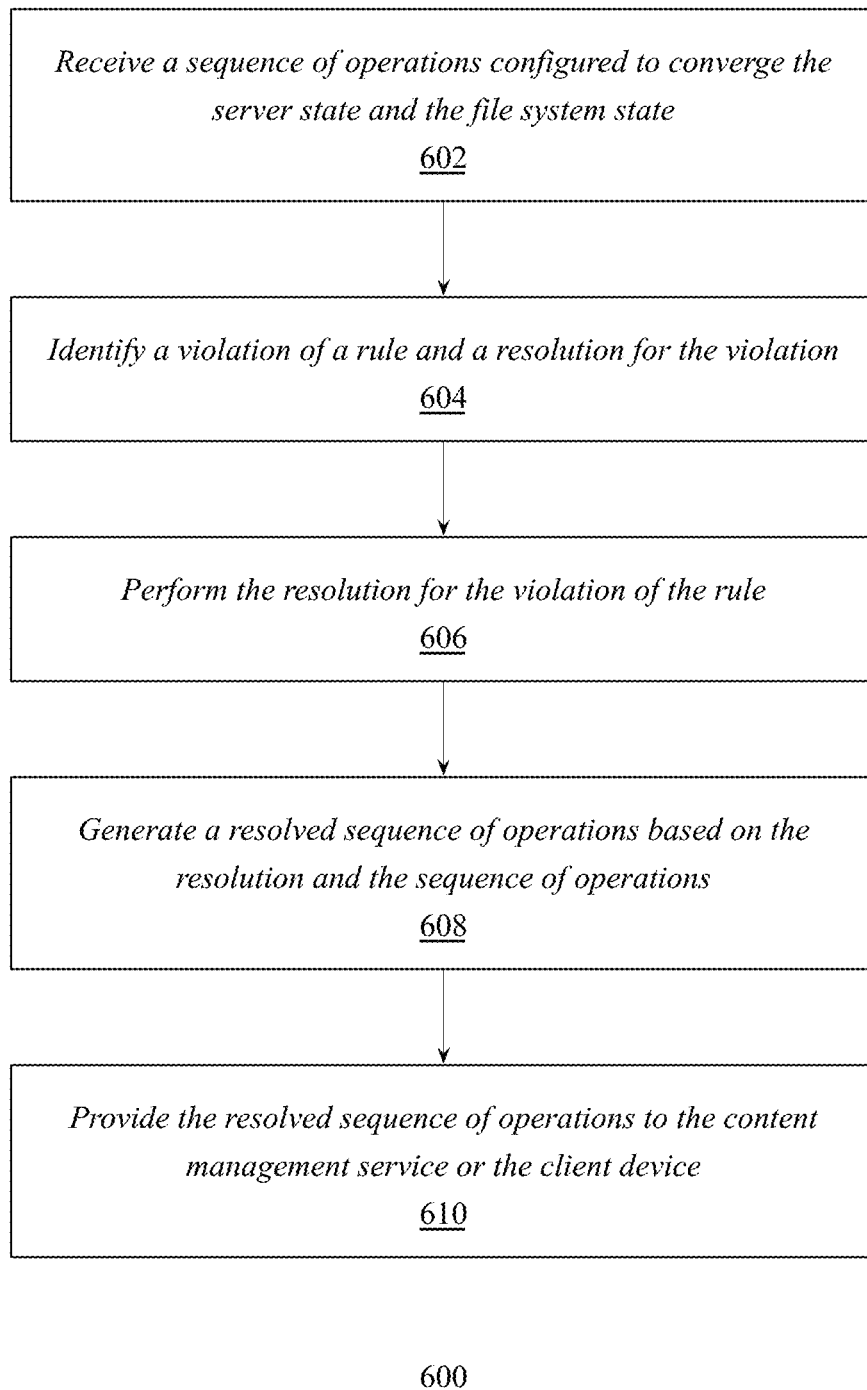 Receive a sequence of operations configured to converge the
server state and the file system state
602
Identify a violation of a rule and a resolution for the violation
604
Perform the resolution for the violation of the rule
606
Generate a resolved sequence of operations based on the
resolution and the sequence of operations
608
Provide the resolved sequence of operations to the content
management service or the client device
610
600